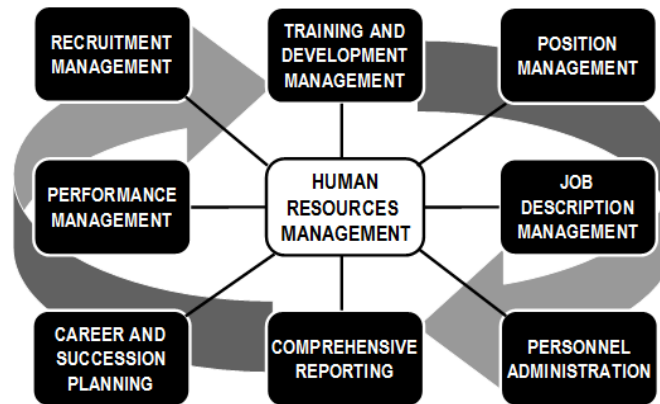 RECRUITMENT
MANAGEMENT
TRAINING AND
DEVELOPMENT
MANAGEMENT
POSITION
MANAGEMENT
PERFORMANCE
MANAGEMENT
HUMAN
RESOURCES
MANAGEMENT
JOB
DESCRIPTION
MANAGEMENT
CAREER AND
SUCCESSION
PLANNING
COMPREHENSIVE
REPORTING
PERSONNEL
ADMINISTRATION